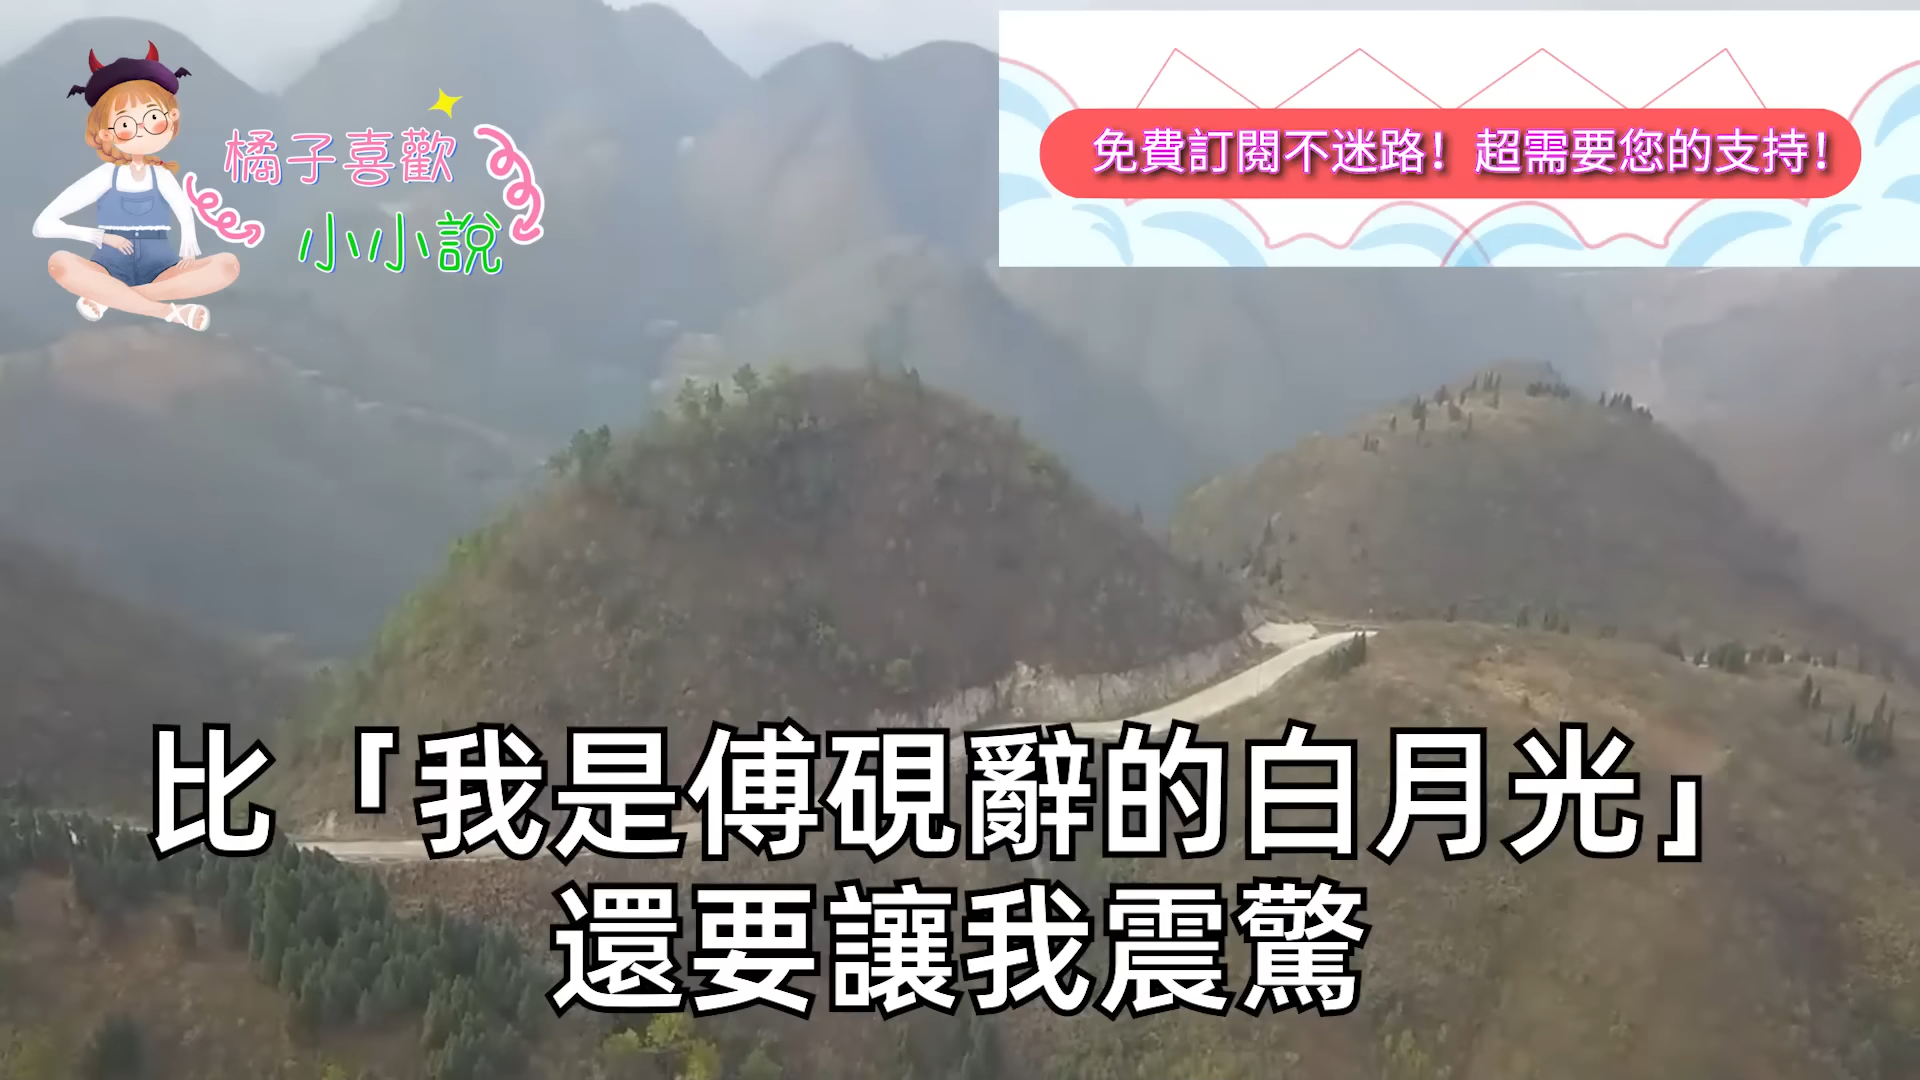 橘子喜歡
小小說
免費訂閱不迷路！超需要您的支持！
比「我是傅硯辭的白月光」
還要讓我震驚